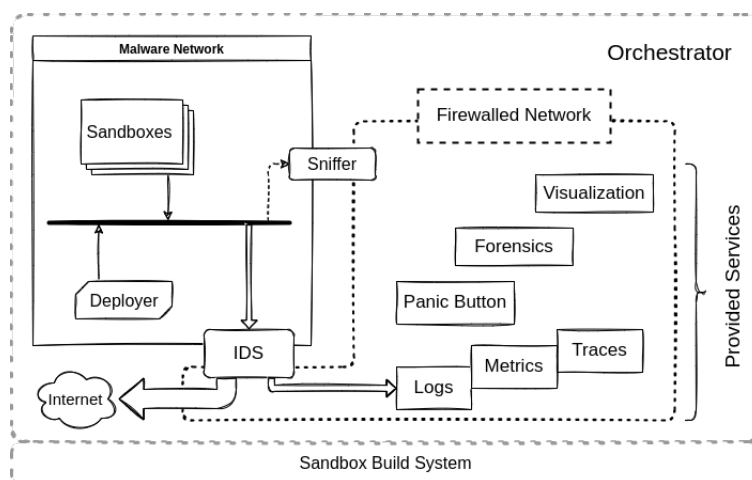 Malware Network
Orchestrator
Firewalled Network
Sandboxes
Sniffer
Visualization
Forensics
Deployer
Panic Button
Provided Services
IDS
Traces
Metrics
Logs
Internet
Sandbox Build System